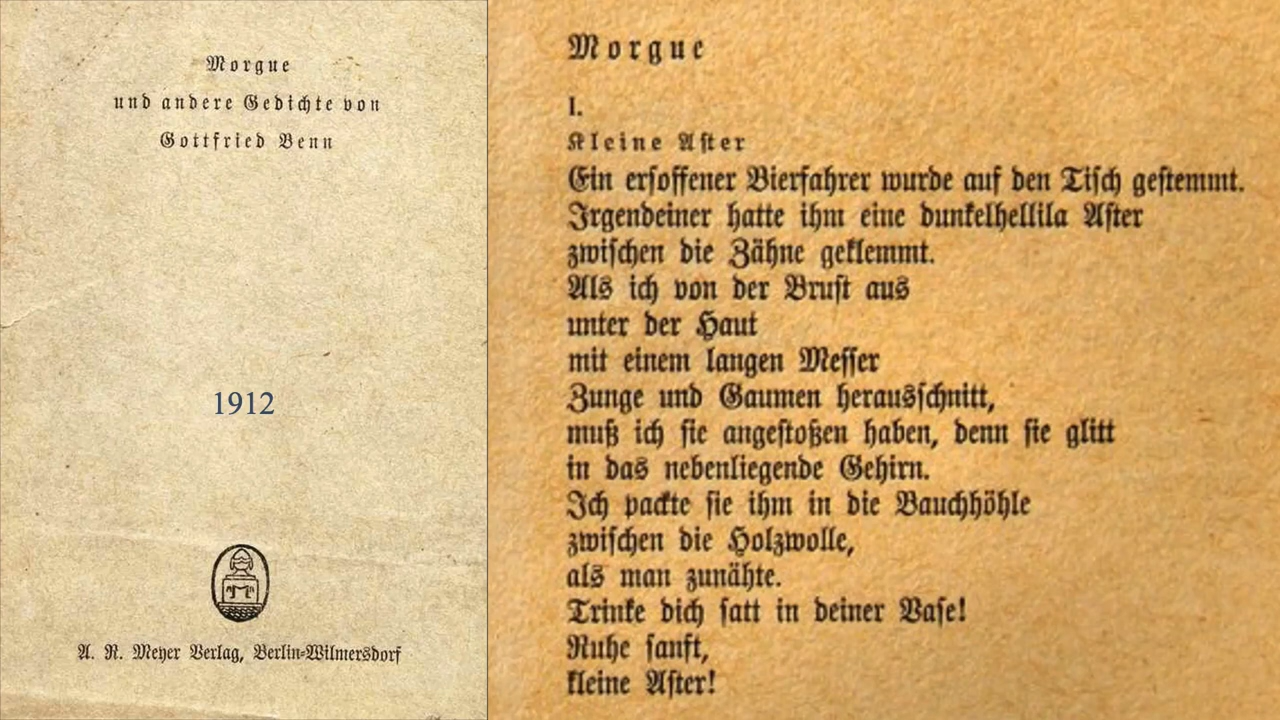 Morgue
und andere Gedichte von
Gottfried Benn
1912
A. R. Meyer Verlag, Berlin-Wilmersdorf
Morgue
I.
Kleine Aster
Ein ersoffener Bierfahrer wurde auf den Tisch gestemmt.
Irgendeiner hatte ihm eine dunkelhellila Aster
zwischen die Zähne geklemmt.
Als ich von der Brust aus
unter der Haut
mit einem langen Messer
Zunge und Gaumen herausschnitt,
muß ich sie angestoßen haben, denn sie glitt
in das nebenliegende Gehirn.
Ich packte sie ihm in die Bauchhöhle
zwischen die Holzwolle,
als man zunähte.
Trinke dich satt in deiner Vase!
Ruhe sanft,
kleine Aster!